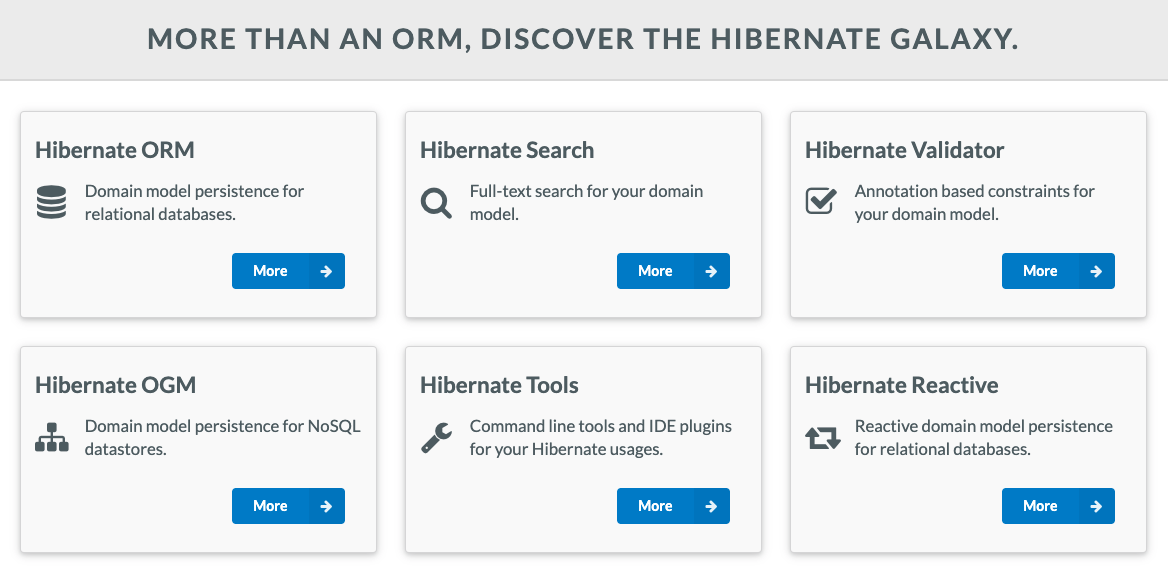 MORE THAN AN ORM, DISCOVER THE HIBERNATE GALAXY.
Hibernate ORM
Domain model persistence for
relational databases.
More
Hibernate Search
Full-text search for your domain
model.
More
Hibernate Validator
Annotation based constraints for
your domain model.
More
Hibernate OGM
Domain model persistence for NoSQL
datastores.
More
Hibernate Tools
Command line tools and IDE plugins
for your Hibernate usages.
More
Hibernate Reactive
Reactive domain model persistence
for relational databases.
More